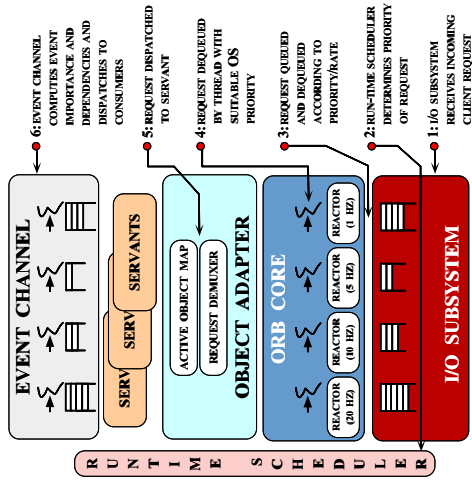 EVENT CHANNEL
SERVANTS
SERV
SERV
ACTIVE OBJECT MAP
REQUEST DEMUXER
OBJECT ADAPTER
ORB CORE
REACTOR
(20 HZ)
REACTOR
(10 HZ)
REACTOR
(5 HZ)
REACTOR
(1 HZ)
I/O SUBSYSTEM
RUNTIME SCHEDULER
6: EVENT CHANNEL
COMPUTES EVENT
IMPORTANCE AND
DEPENDENCIES AND
DISPATCHES TO
CONSUMERS
5: REQUEST DISPATCHED
TO SERVANT
4: REQUEST DEQUEUED
BY THREAD WITH
SUITABLE OS
PRIORITY
3: REQUEST QUEUED
AND DEQUEUED
ACCORDING TO
PRIORITY/RATE
2: RUN-TIME SCHEDULER
DETERMINES PRIORITY
OF REQUEST
1: I/O SUBSYSTEM
RECEIVES INCOMING
CLIENT REQUEST